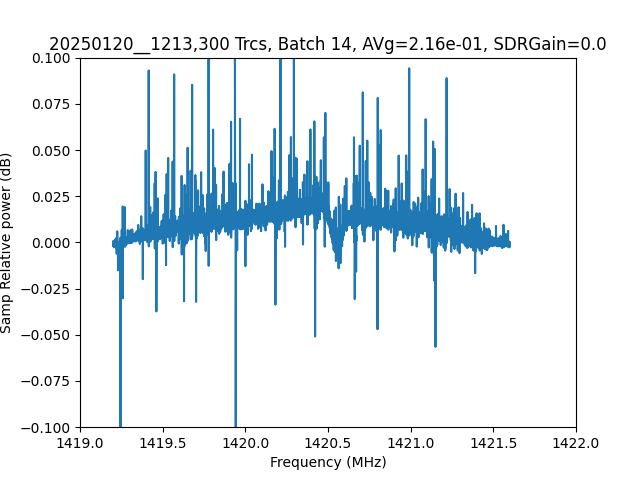 20250120__1213,300 Trcs, Batch 14, AVg=2.16e-01, SDRGain=0.0
0.100
0.075
0.050
0.025
0.000
−0.025
−0.050
−0.075
−0.100
Samp Relative power (dB)
1419.0 1419.5 1420.0 1420.5 1421.0 1421.5 1422.0
Frequency (MHz)